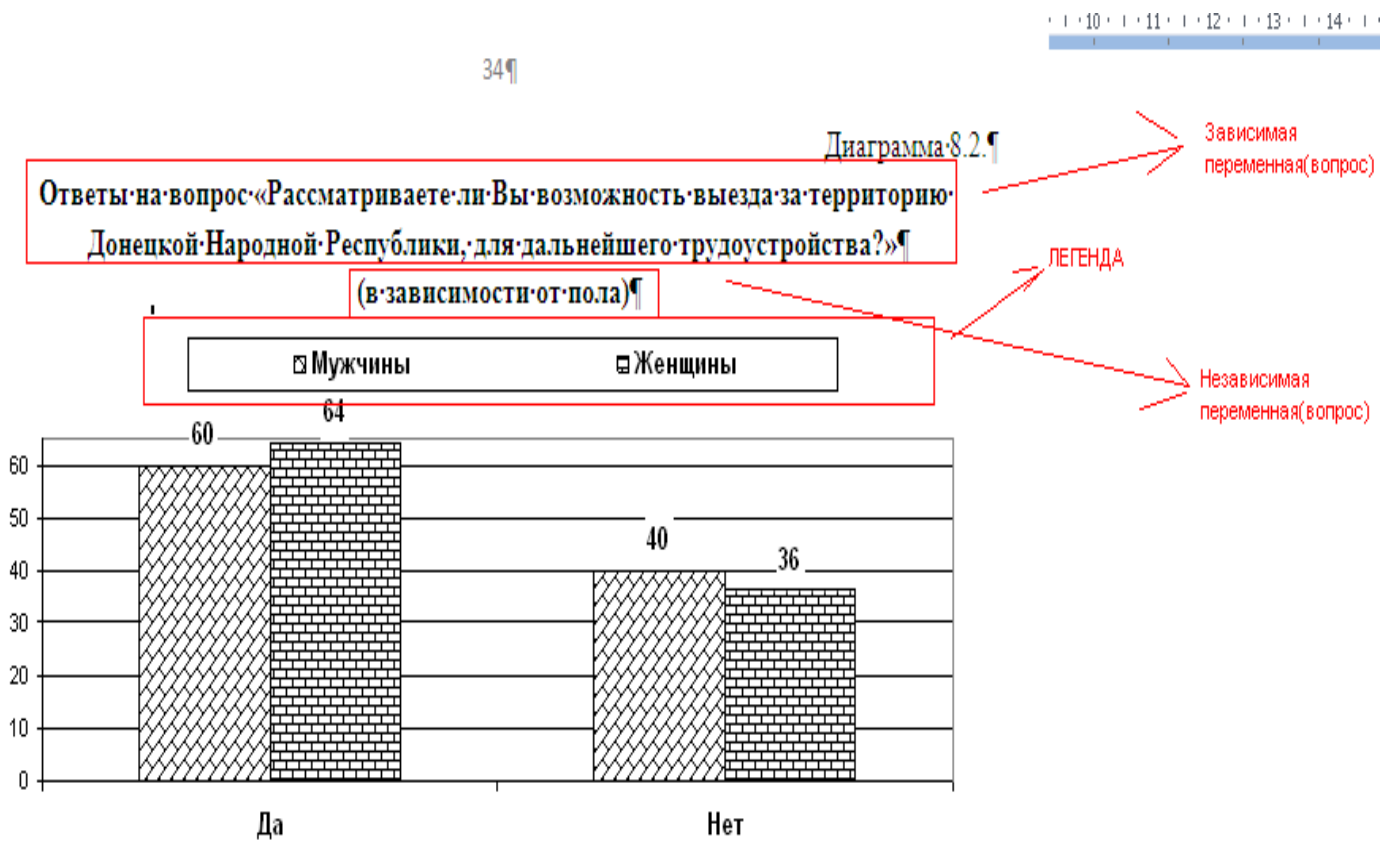 10 11 12 13 14
34¶
Диаграмма·8.2.¶
Ответы·на·вопрос·«Рассматриваете·ли·Вы·возможность·выезда·за·территорию·
Донецкой·Народной·Республики,·для·дальнейшего·трудоустройства?»¶
(в·зависимости·от·пола)¶
Зависимая
переменная(вопрос)
ЛЕГЕНДА
Независимая
переменная(вопрос)
Мужчины Женщины
60 64 40 36
60
50
40
30
20
10
0
Да Нет